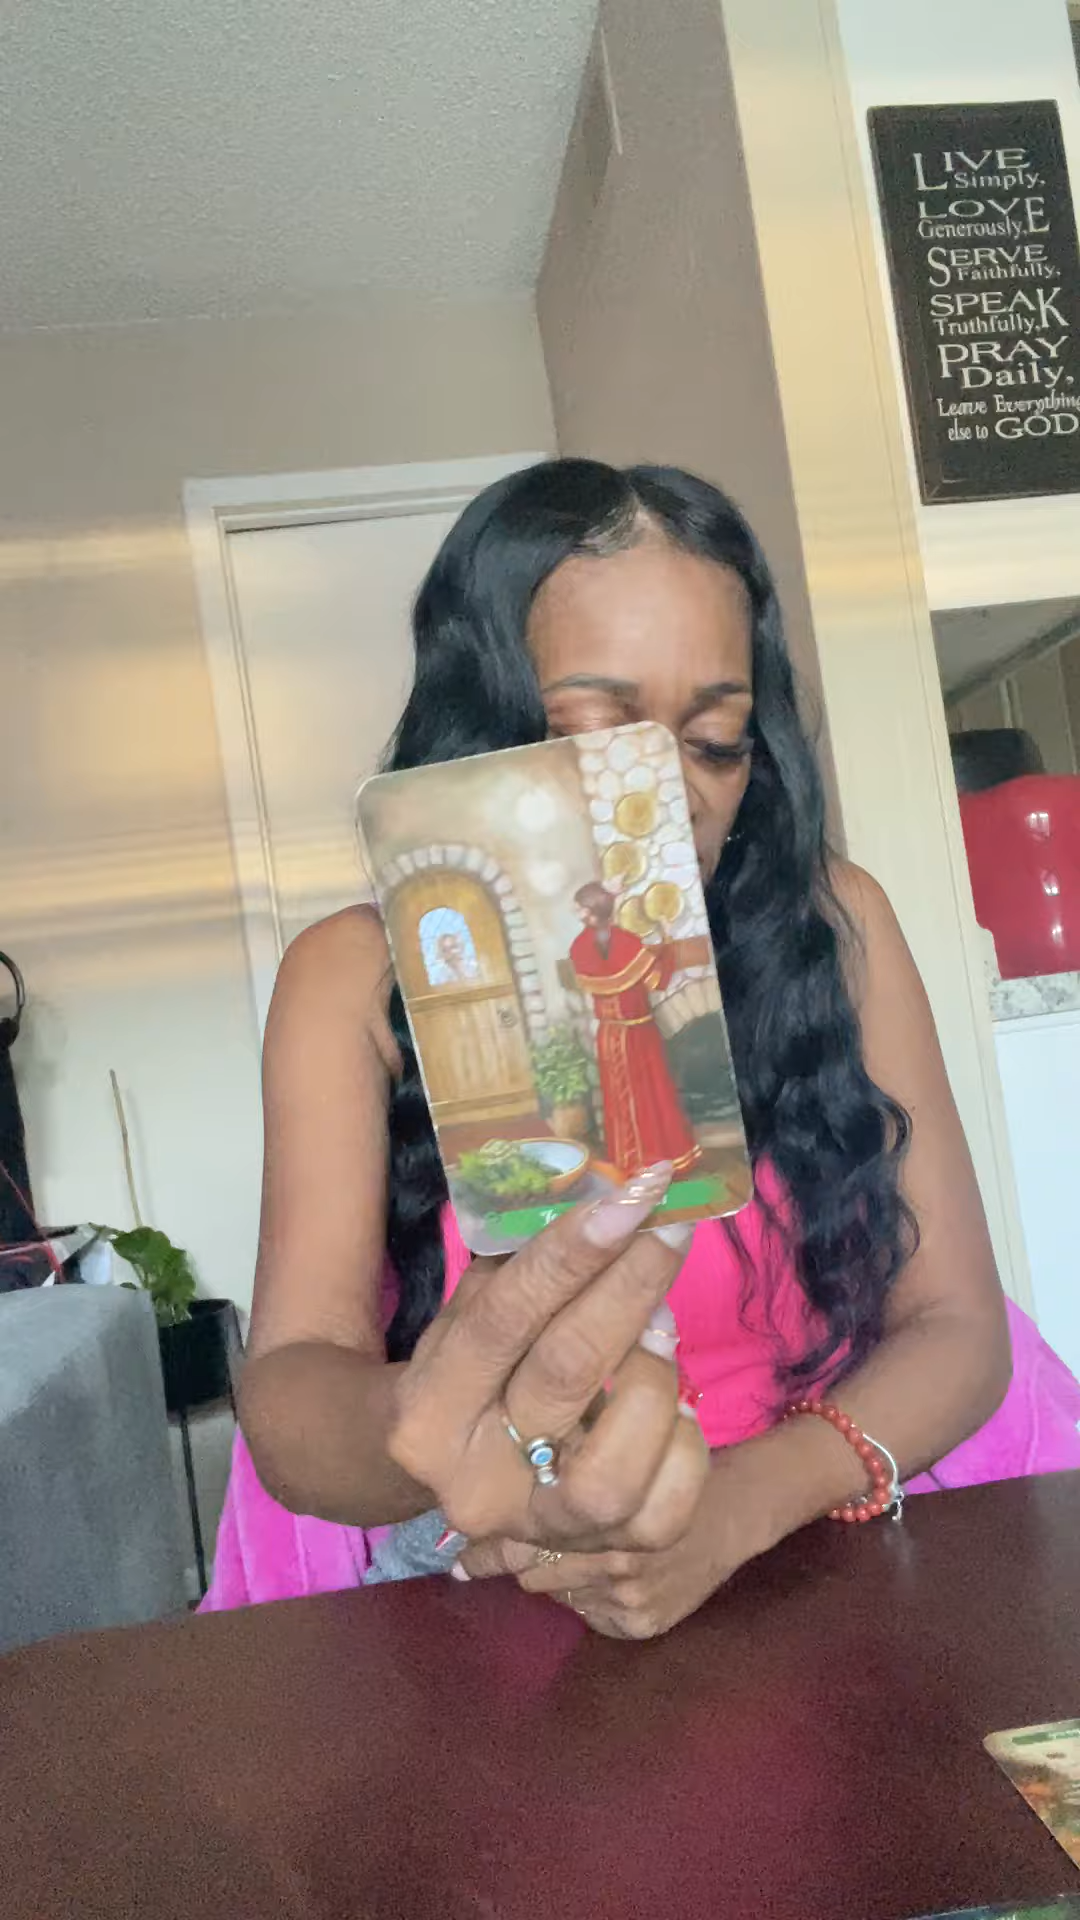 LIVE
Simply,
LOVE
Generously,
SERVE
Faithfully,
SPEAK
Truthfully,
PRAY
Daily,
Leave Everything
else to GOD